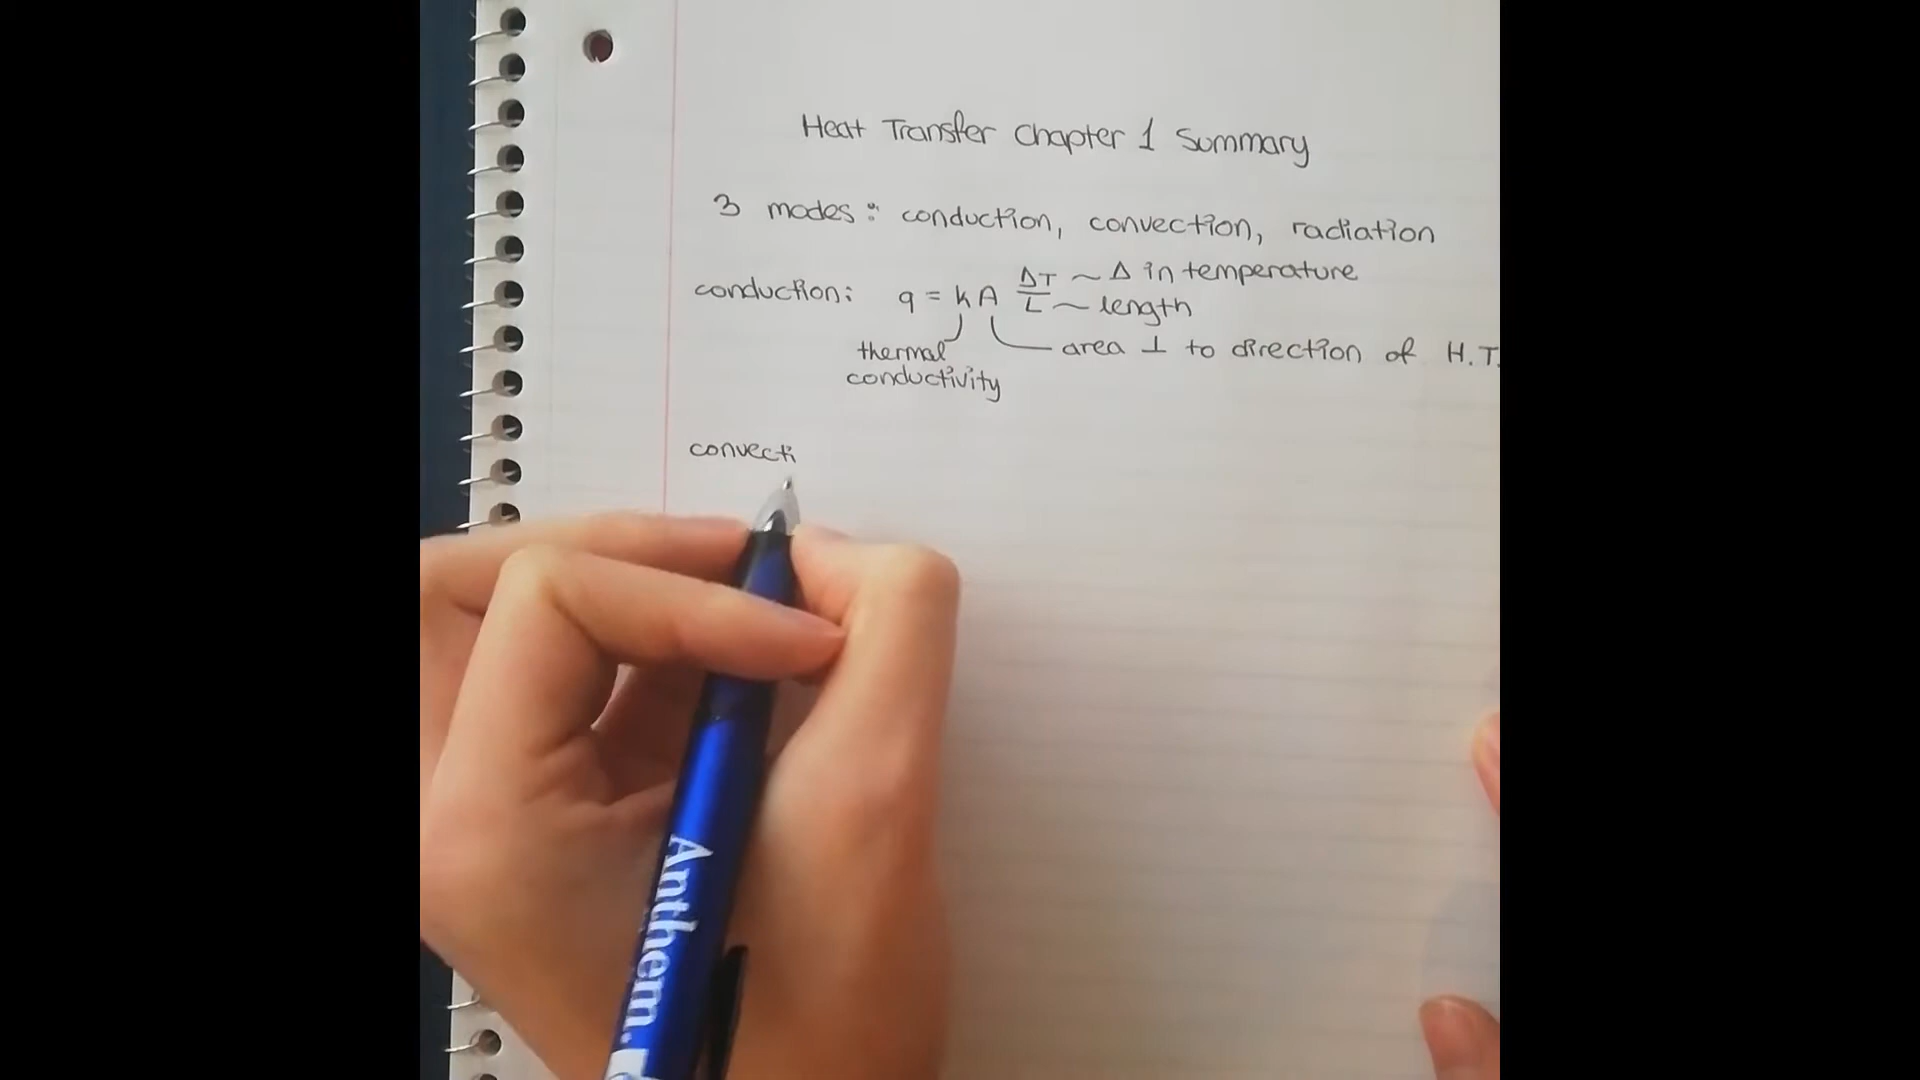 Heat Transfer Chapter 1 Summary
3 modes: conduction, convection, radiation
conduction: q = kA ΔT/L ~ Δ in temperature
~ length
thermal conductivity
area ⊥ to direction of H.T.
convecti
Anthem.